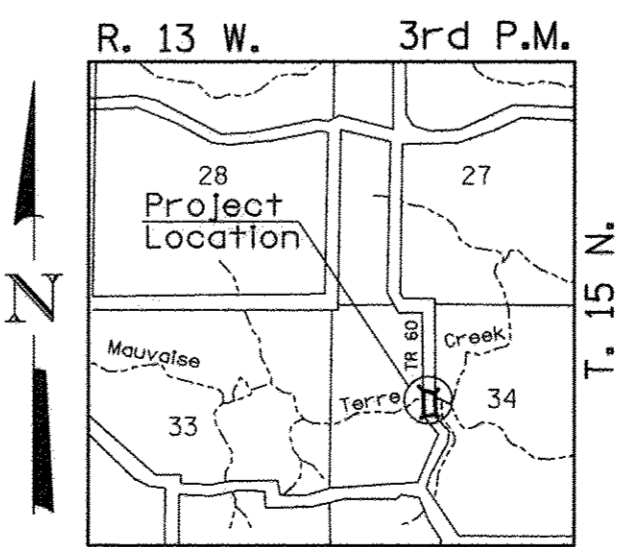 R. 13 W. 3rd P.M.
28 27
Project
Location
N
T. 15 N.
TR 60
Mauvaise Terre Creek
33 34